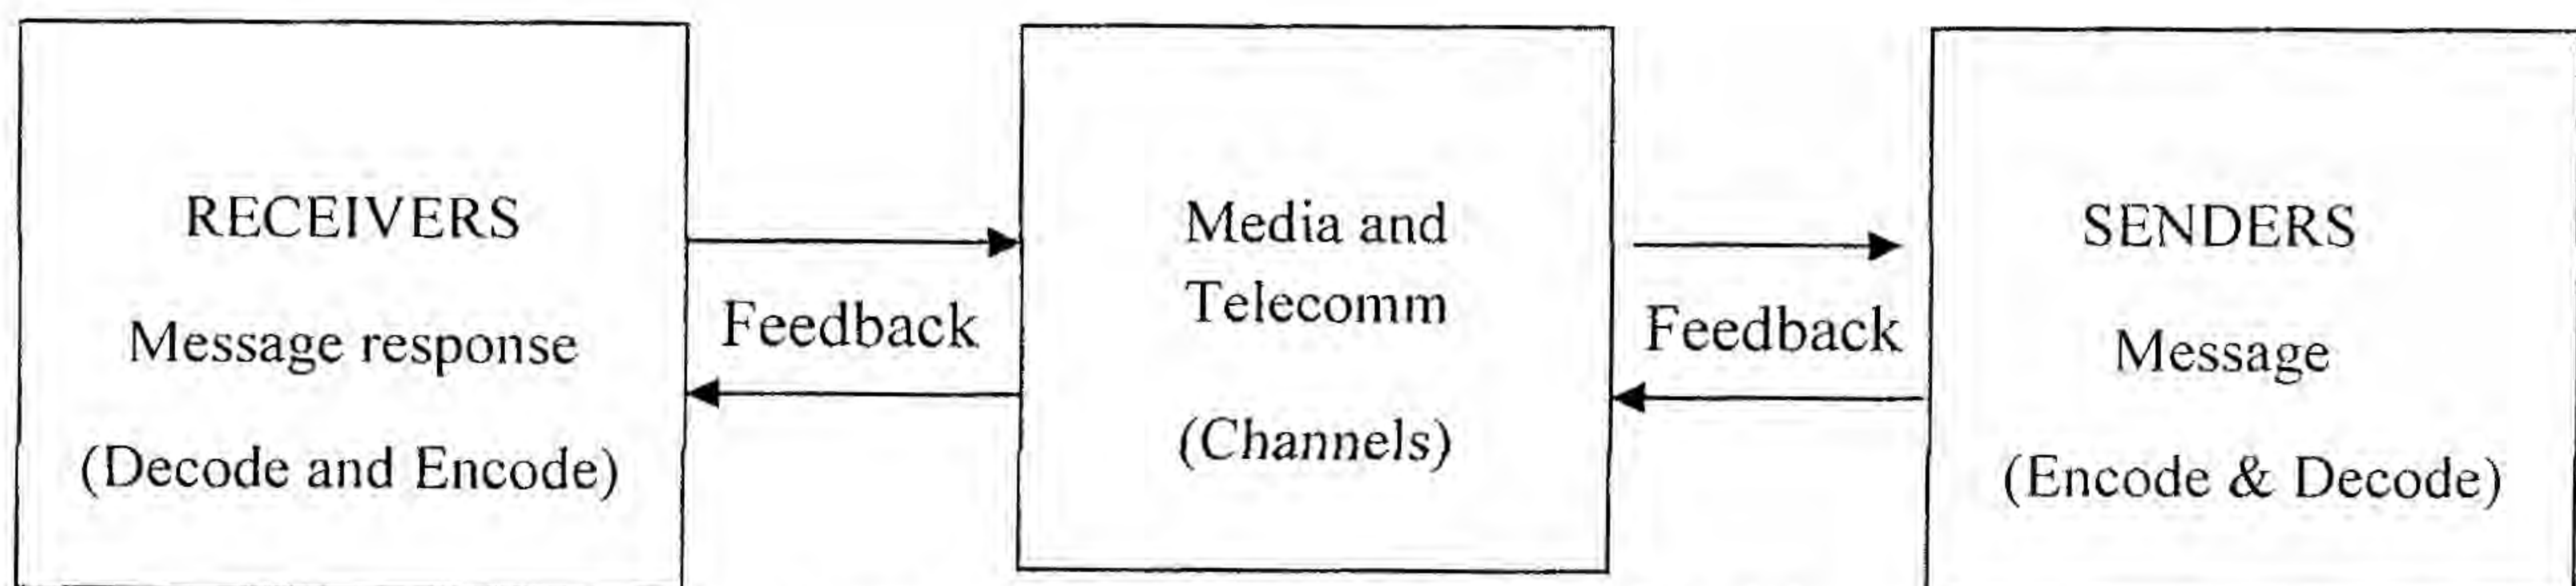 RECEIVERS
Message response
(Decode and Encode)
Feedback
Media and
Telecomm
(Channels)
Feedback
SENDERS
Message
(Encode & Decode)